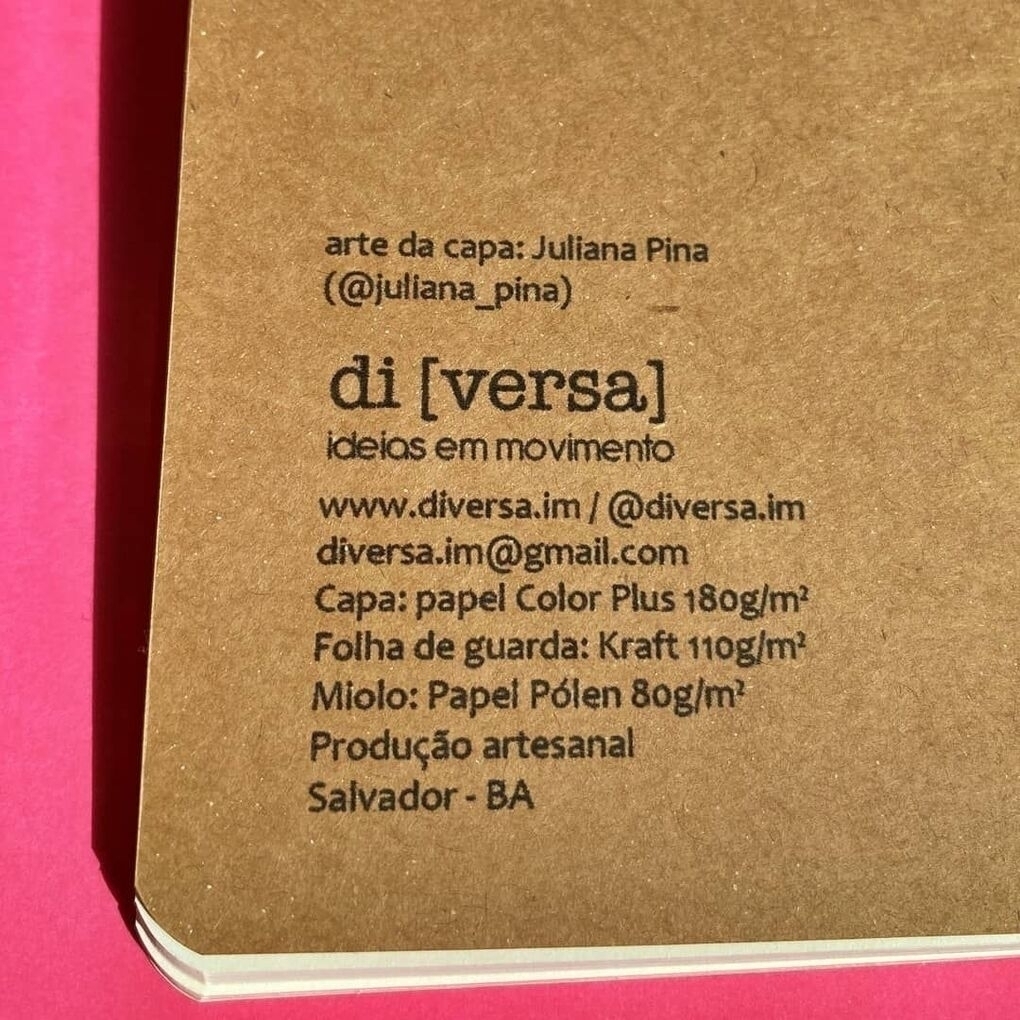 arte da capa: Juliana Pina
(@juliana_pina)
di [versa]
ideias em movimento
www.diversa.im / @diversa.im
diversa.im@gmail.com
Capa: papel Color Plus 180g/m²
Folha de guarda: Kraft 110g/m²
Miolo: Papel Pólen 80g/m²
Produção artesanal
Salvador - BA